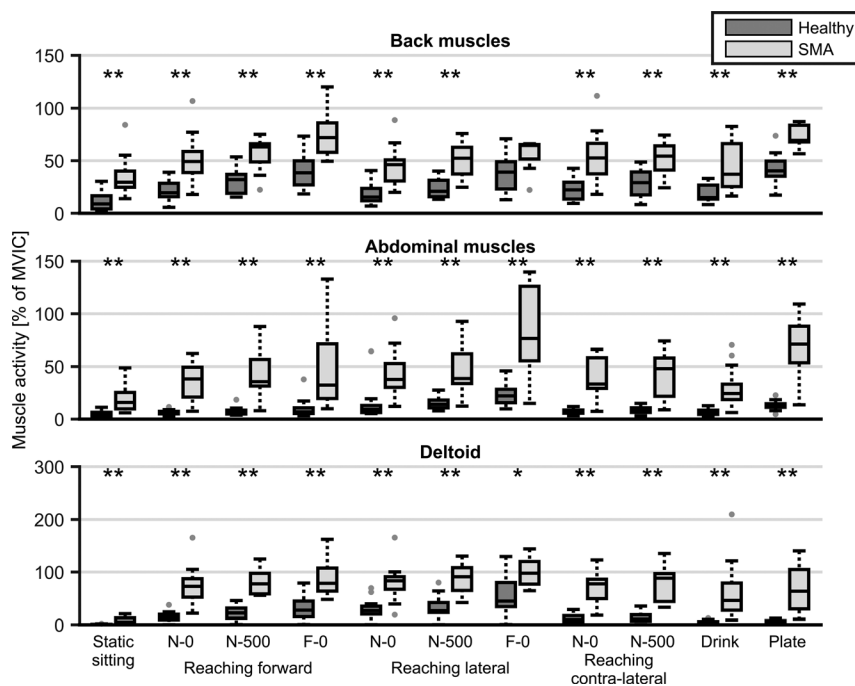 Healthy
SMA
Back muscles
150
** ** ** ** ** ** ** ** **
100
50
0
Muscle activity [% of MVIC]
Abdominal muscles
150
** ** ** ** ** ** ** ** ** ** **
100
50
0
Deltoid
300
** ** ** ** ** ** * ** ** ** **
200
100
0
Static sitting
N-0 N-500 F-0
Reaching forward
N-0 N-500 F-0
Reaching lateral
N-0 N-500
Reaching
contra-lateral
Drink
Plate